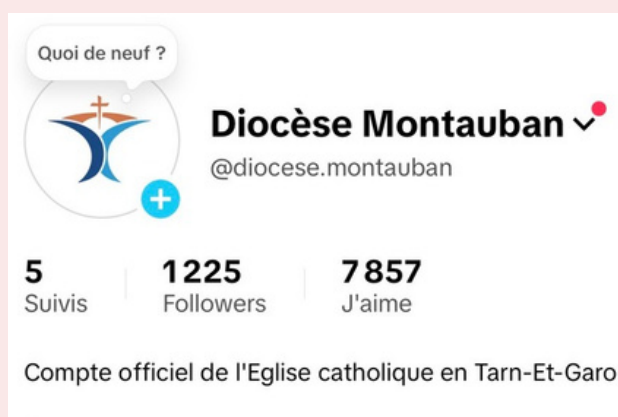 Quoi de neuf ?
Diocèse Montauban
@diocese.montauban
5 1225 7857
Suivis Followers J'aime
Compte officiel de l'Eglise catholique en Tarn-Et-Garo